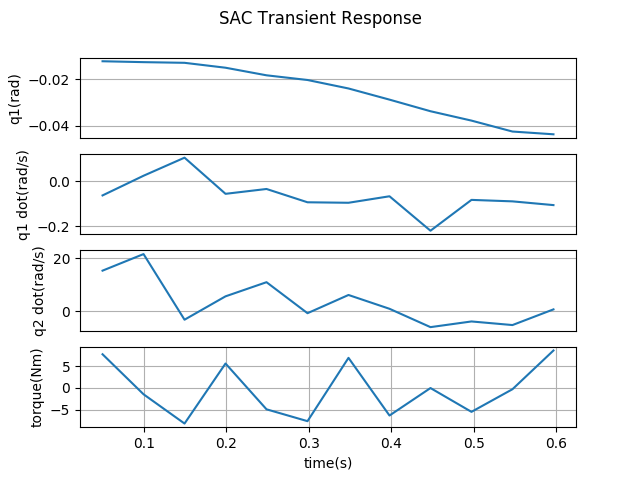 SAC Transient Response
q1(rad)
−0.02
−0.04
q1 dot(rad/s)
0.0
−0.2
q2 dot(rad/s)
20
0
torque(Nm)
5
0
−5
0.1 0.2 0.3 0.4 0.5 0.6
time(s)